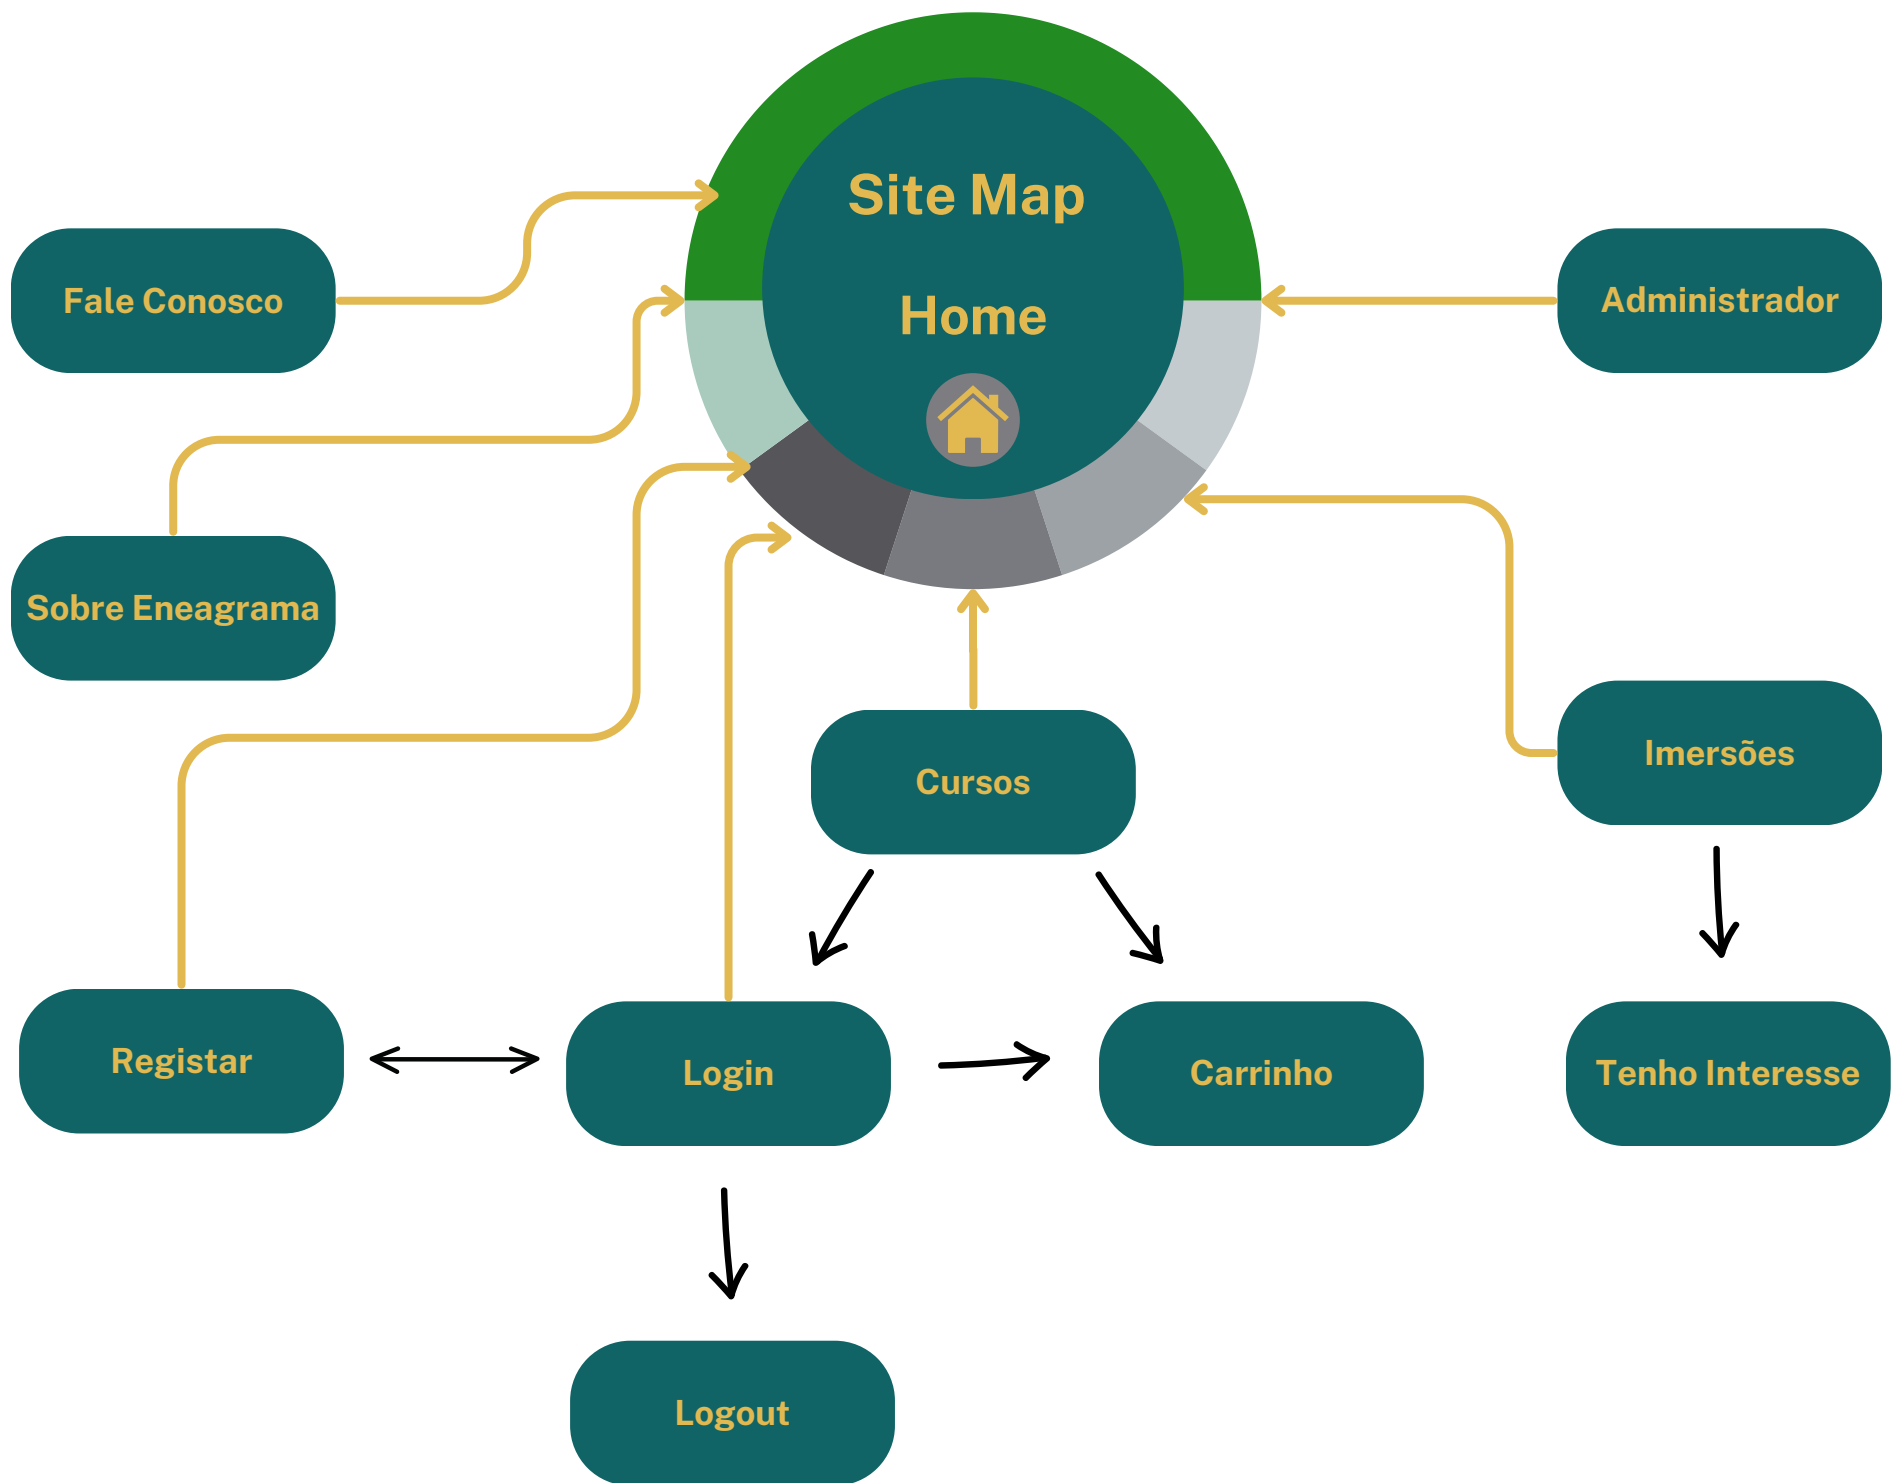 Site Map
Home
Fale Conosco
Administrador
Sobre Eneagrama
Cursos
Imersões
Registar
Login
Carrinho
Tenho Interesse
Logout